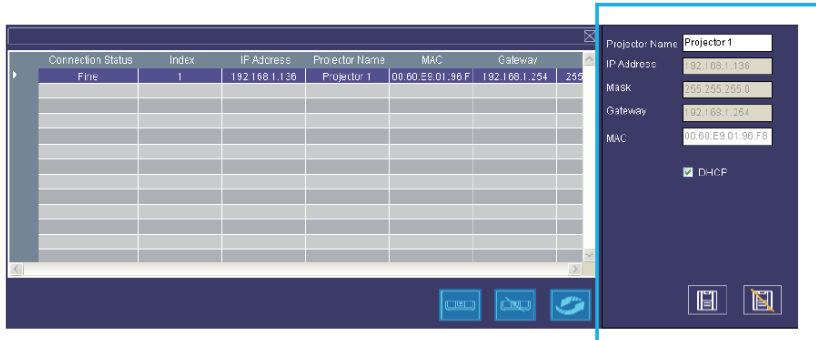 Connection Status Index IP Address Projector Name MAC Gateway
Fine 1 192.168.1.136 Projector 1 00.60.E9.01.96.F 192.168.1.254 255
Projector Name Projector 1
IP Address 192.168.1.136
Mask 255.255.255.0
Gateway 192.168.1.254
MAC 00:60:E9:01:96:F8
DHCP